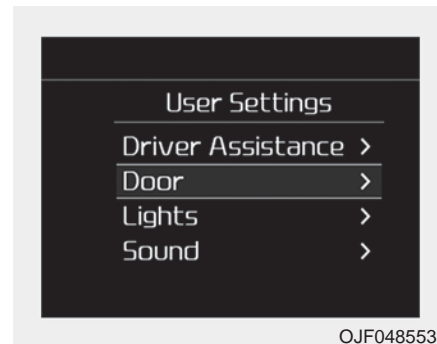 User Settings
Driver Assistance >
Door >
Lights >
Sound >
OJF048553